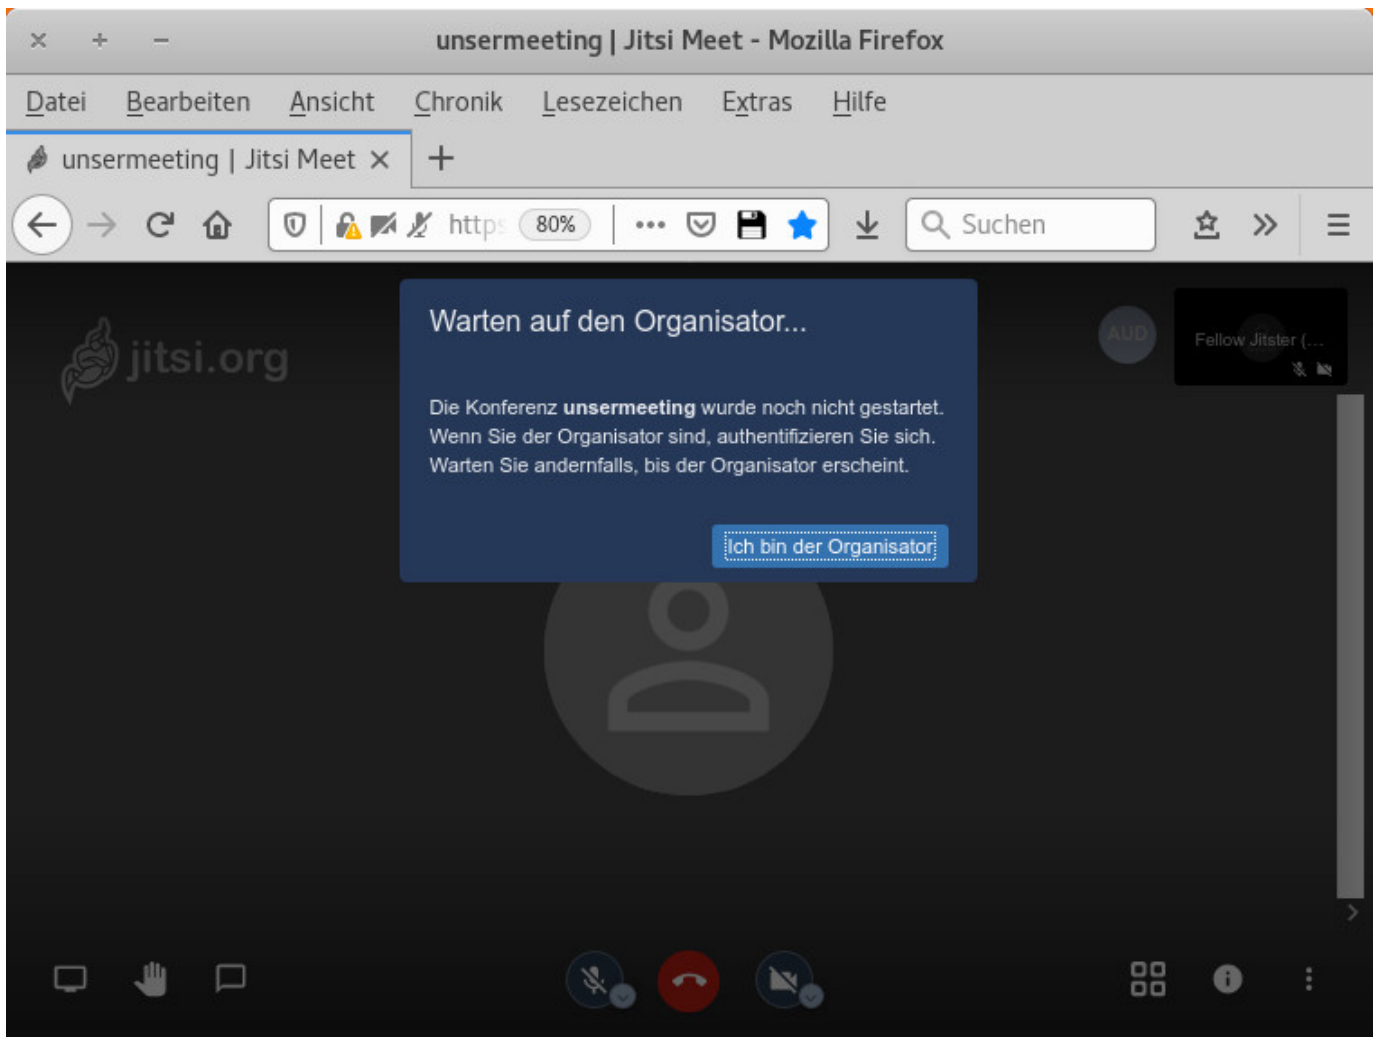 unsermeeting | Jitsi Meet - Mozilla Firefox
Datei Bearbeiten Ansicht Chronik Lesezeichen Extras Hilfe
unsermeeting | Jitsi Meet
https 80% Suchen
jitsi.org
Warten auf den Organisator...
Die Konferenz unsermeeting wurde noch nicht gestartet.
Wenn Sie der Organisator sind, authentifizieren Sie sich.
Warten Sie andernfalls, bis der Organisator erscheint.
Ich bin der Organisator
AUD
Fellow Jitster (...